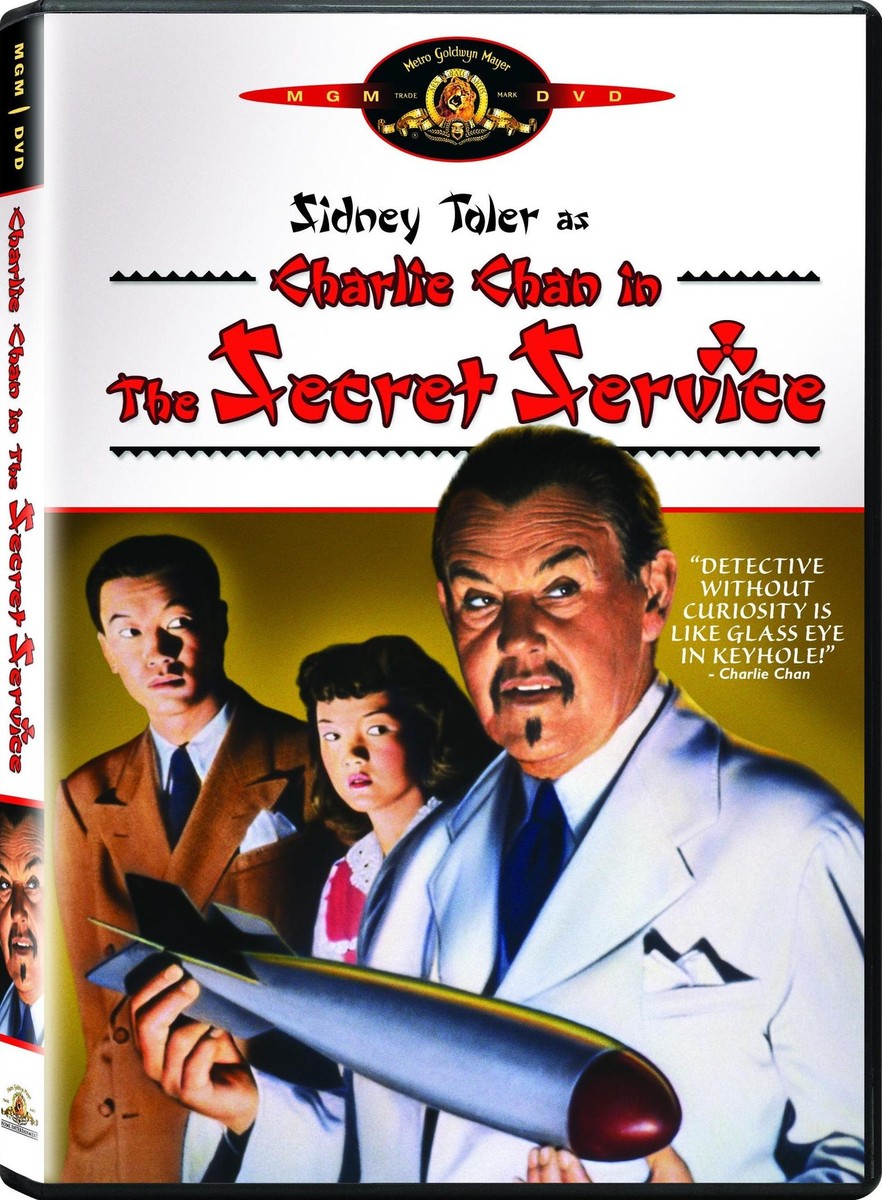 MGM DVD
Charlie Chan in The Secret Service
Metro Goldwyn Mayer
MGM TRADE MARK DVD
Sidney Toler as
Charlie Chan in
The Secret Service
“DETECTIVE
WITHOUT
CURIOSITY IS
LIKE GLASS EYE
IN KEYHOLE!”
- Charlie Chan